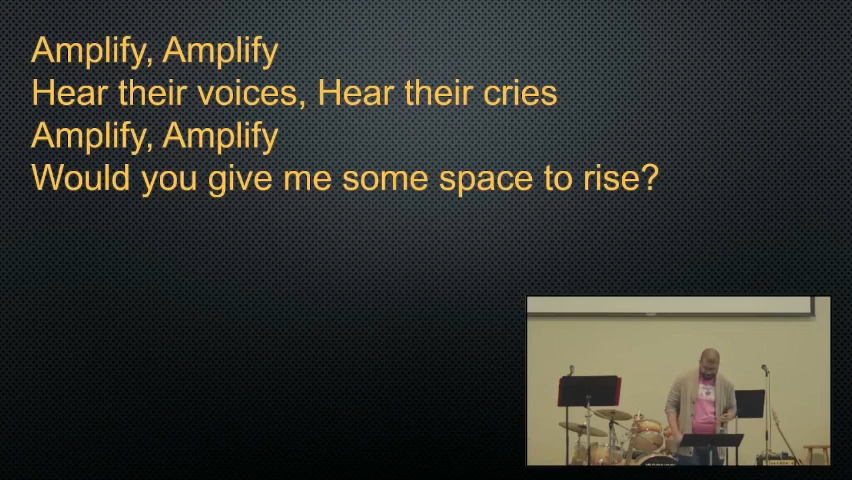 Amplify, Amplify
Hear their voices, Hear their cries
Amplify, Amplify
Would you give me some space to rise?